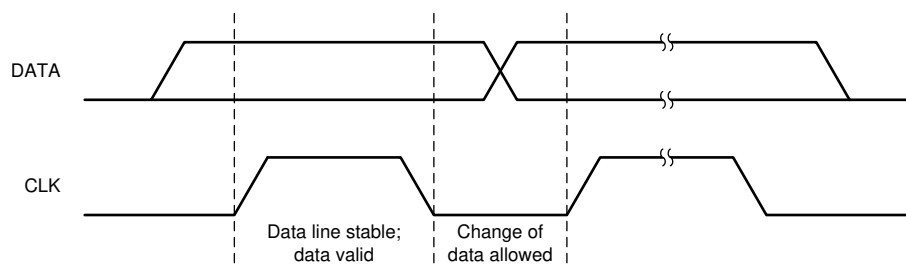 DATA
CLK
Data line stable;
data valid
Change of
data allowed